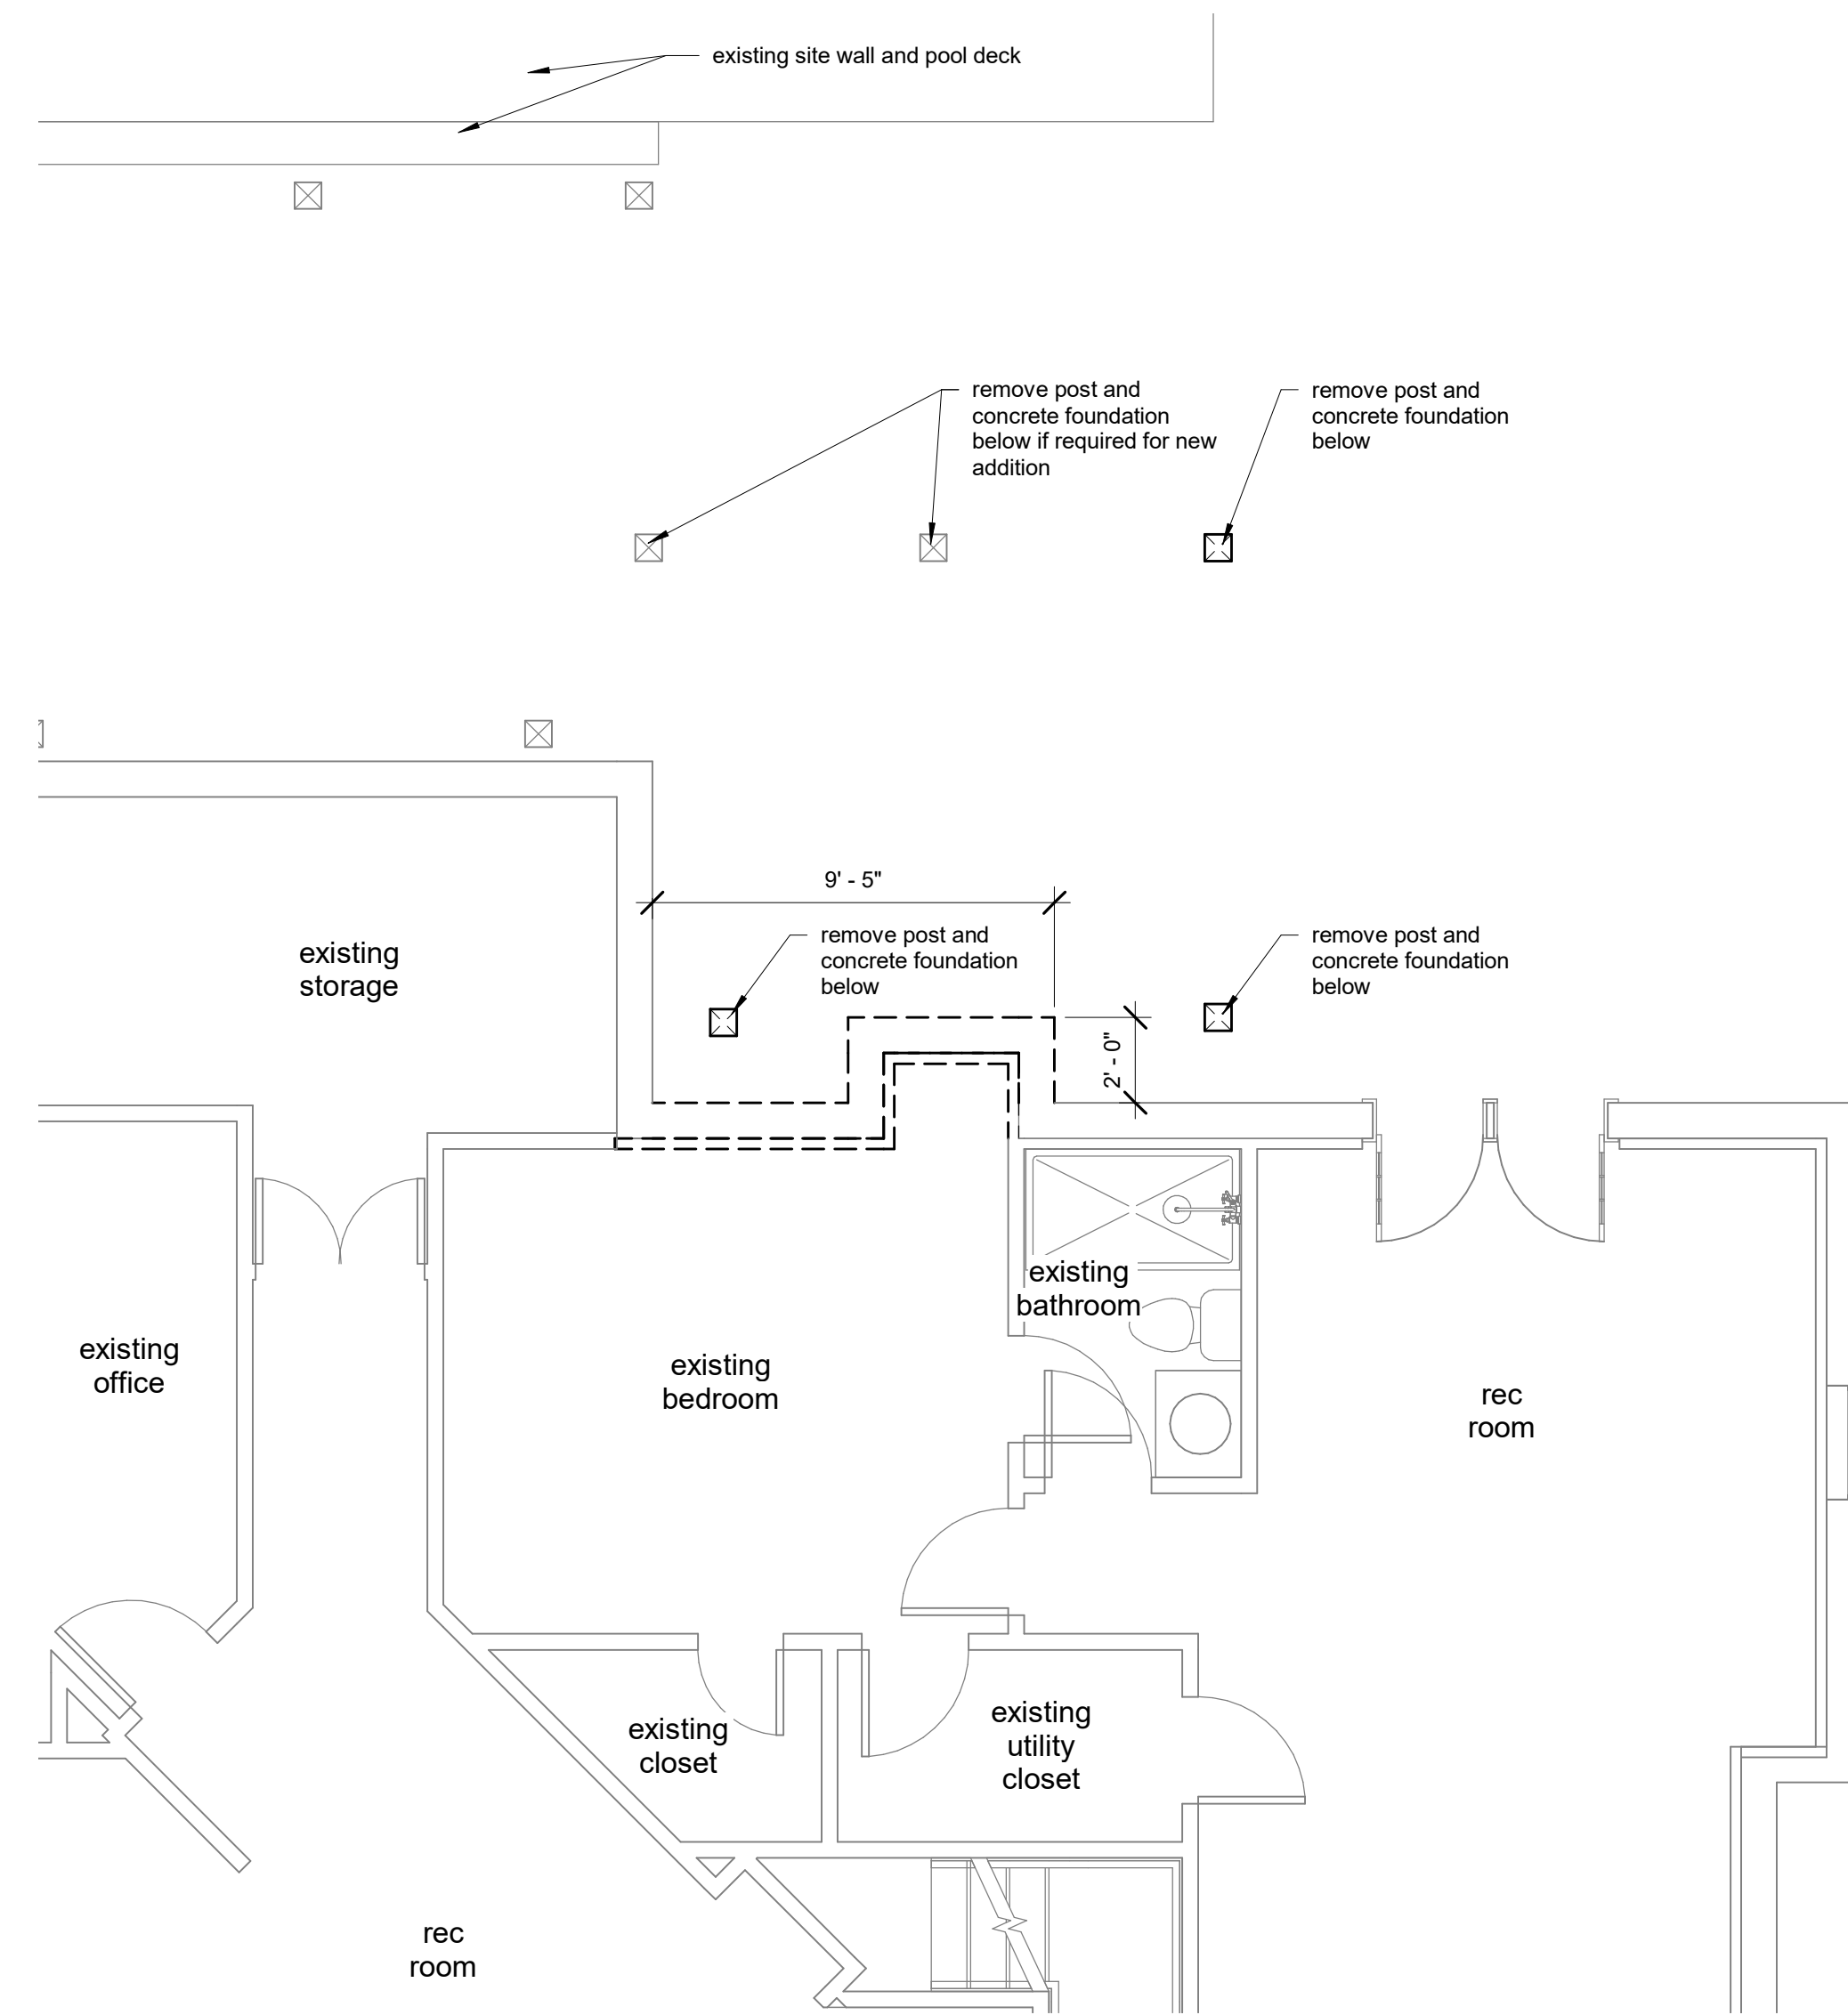 existing site wall and pool deck
remove post and
concrete foundation
below if required for new
addition
remove post and
concrete foundation
below
9' - 5"
remove post and
concrete foundation
below
remove post and
concrete foundation
below
existing
storage
2' - 0"
existing
bathroom
existing
office
existing
bedroom
rec
room
existing
closet
existing
utility
closet
rec
room